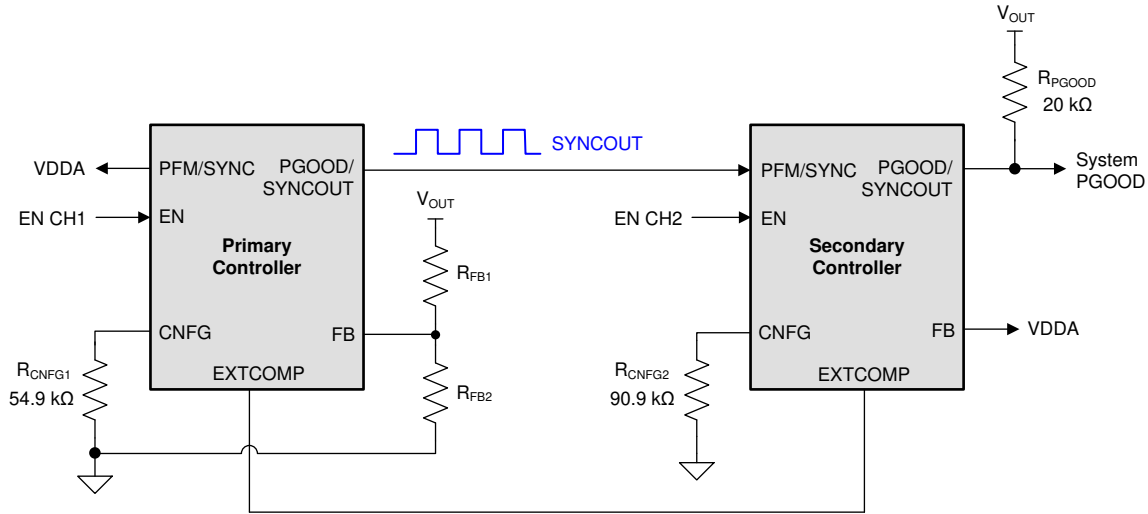 VOUT
RPGOOD
20 kΩ
SYNCOUT
VDDA
PFM/SYNC
PGOOD/
SYNCOUT
EN CH1
EN
Primary
Controller
CNFG
FB
EXTCOMP
RCNFG1
54.9 kΩ
VOUT
RFB1
RFB2
PFM/SYNC
PGOOD/
SYNCOUT
System
PGOOD
EN CH2
EN
Secondary
Controller
CNFG
FB
VDDA
EXTCOMP
RCNFG2
90.9 kΩ